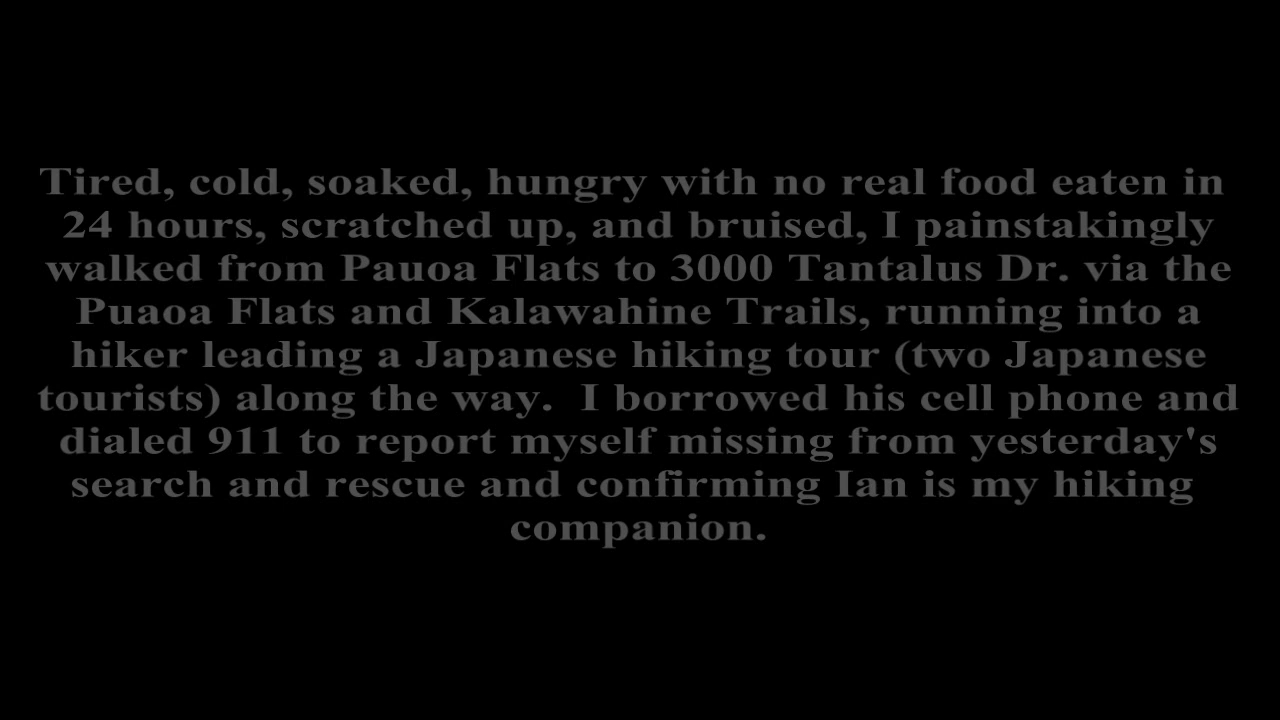 Tired, cold, soaked, hungry with no real food eaten in
24 hours, scratched up, and bruised, I painstakingly
walked from Pauoa Flats to 3000 Tantalus Dr. via the
Puaoa Flats and Kalawahine Trails, running into a
hiker leading a Japanese hiking tour (two Japanese
tourists) along the way.  I borrowed his cell phone and
dialed 911 to report myself missing from yesterday's
search and rescue and confirming Ian is my hiking
companion.